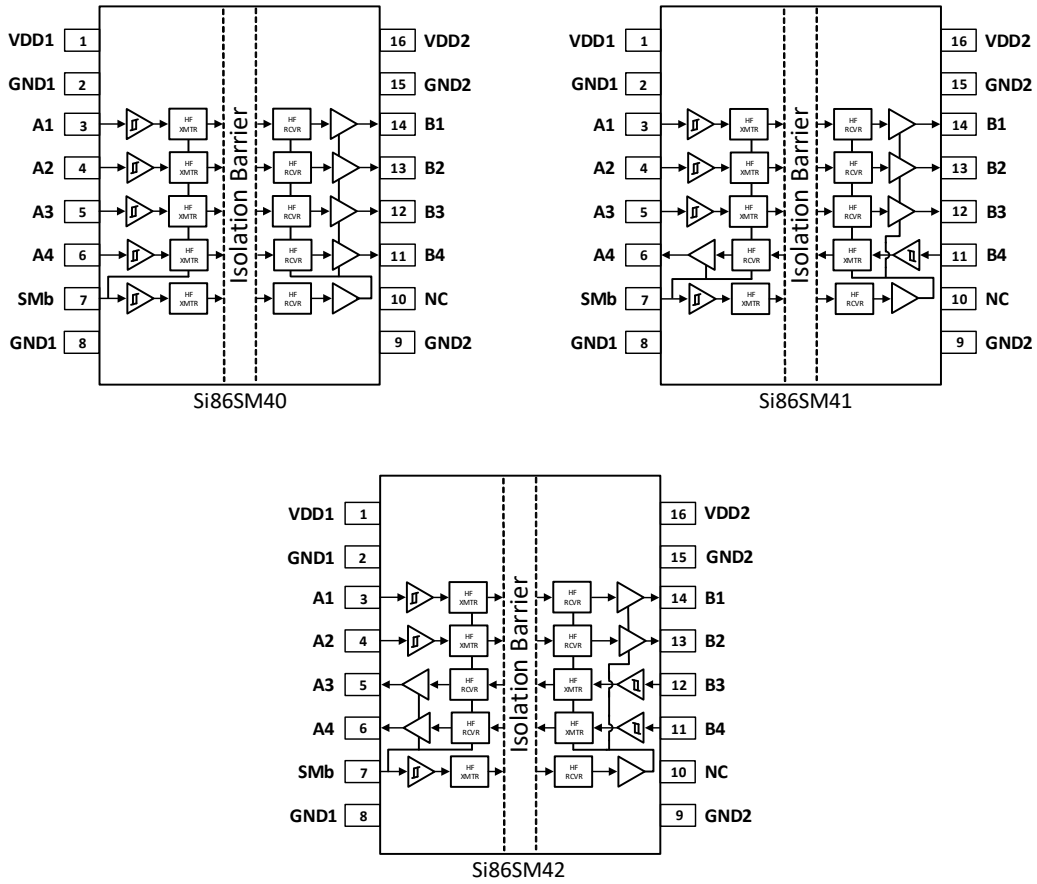 VDD1 1 16 VDD2
GND1 2 15 GND2
A1 3 HF XMTR HF RCVR 14 B1
A2 4 HF XMTR HF RCVR 13 B2
A3 5 HF XMTR HF RCVR 12 B3
A4 6 HF XMTR HF RCVR 11 B4
SMb 7 HF XMTR HF RCVR 10 NC
GND1 8 9 GND2
Isolation Barrier
Si86SM40
VDD1 1 16 VDD2
GND1 2 15 GND2
A1 3 HF XMTR HF RCVR 14 B1
A2 4 HF XMTR HF RCVR 13 B2
A3 5 HF XMTR HF RCVR 12 B3
A4 6 HF RCVR HF XMTR 11 B4
SMb 7 HF XMTR HF RCVR 10 NC
GND1 8 9 GND2
Isolation Barrier
Si86SM41
VDD1 1 16 VDD2
GND1 2 15 GND2
A1 3 HF XMTR HF RCVR 14 B1
A2 4 HF XMTR HF RCVR 13 B2
A3 5 HF RCVR HF XMTR 12 B3
A4 6 HF RCVR HF XMTR 11 B4
SMb 7 HF XMTR HF RCVR 10 NC
GND1 8 9 GND2
Isolation Barrier
Si86SM42